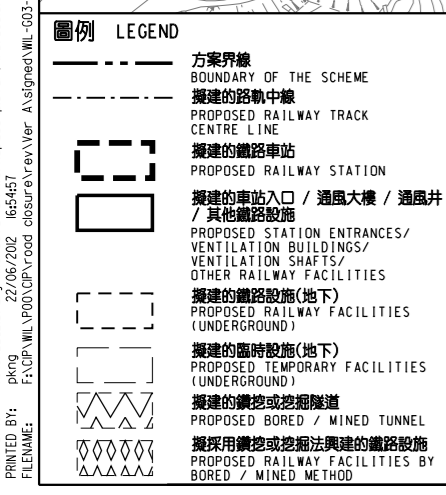 圖例 LEGEND
方案界線
BOUNDARY OF THE SCHEME
擬建的路軌中線
PROPOSED RAILWAY TRACK
CENTRE LINE
擬建的鐵路車站
PROPOSED RAILWAY STATION
擬建的車站入口 / 通風大樓 / 通風井
/ 其他鐵路設施
PROPOSED STATION ENTRANCES/
VENTILATION BUILDINGS/
VENTILATION SHAFTS/
OTHER RAILWAY FACILITIES
擬建的鐵路設施(地下)
PROPOSED RAILWAY FACILITIES
(UNDERGROUND)
擬建的臨時設施(地下)
PROPOSED TEMPORARY FACILITIES
(UNDERGROUND)
擬建的鑽挖或挖掘隧道
PROPOSED BORED / MINED TUNNEL
擬採用鑽挖或挖掘法興建的鐵路設施
PROPOSED RAILWAY FACILITIES BY
BORED / MINED METHOD
PRINTED BY: pkng 22/06/2012 16:54:57
FILENAME: F:\CIP\WIL\P00\CIP\road closure\rev\Ver A\signed\WIL-G03-